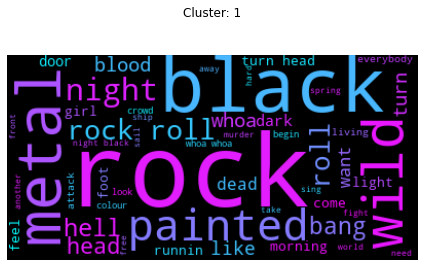 Cluster: 1
door blood turn head everybody
away hard spring
black
metal
night
girl crowd ship sail
whoa dark
turn
rock roll
whoa whoa begin living
front another night black murder
rock
roll
wild
want light
attack foot look dead sing
colour
painted
bang
come fight
hell
head
feel free
runnin like take morning world need